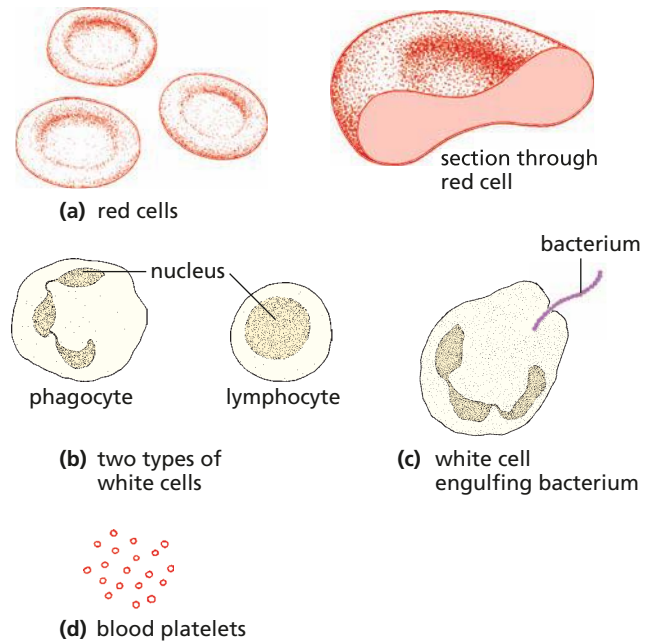 section through
red cell
(a) red cells
nucleus
bacterium
phagocyte
lymphocyte
(b) two types of
white cells
(c) white cell
engulfing bacterium
(d) blood platelets